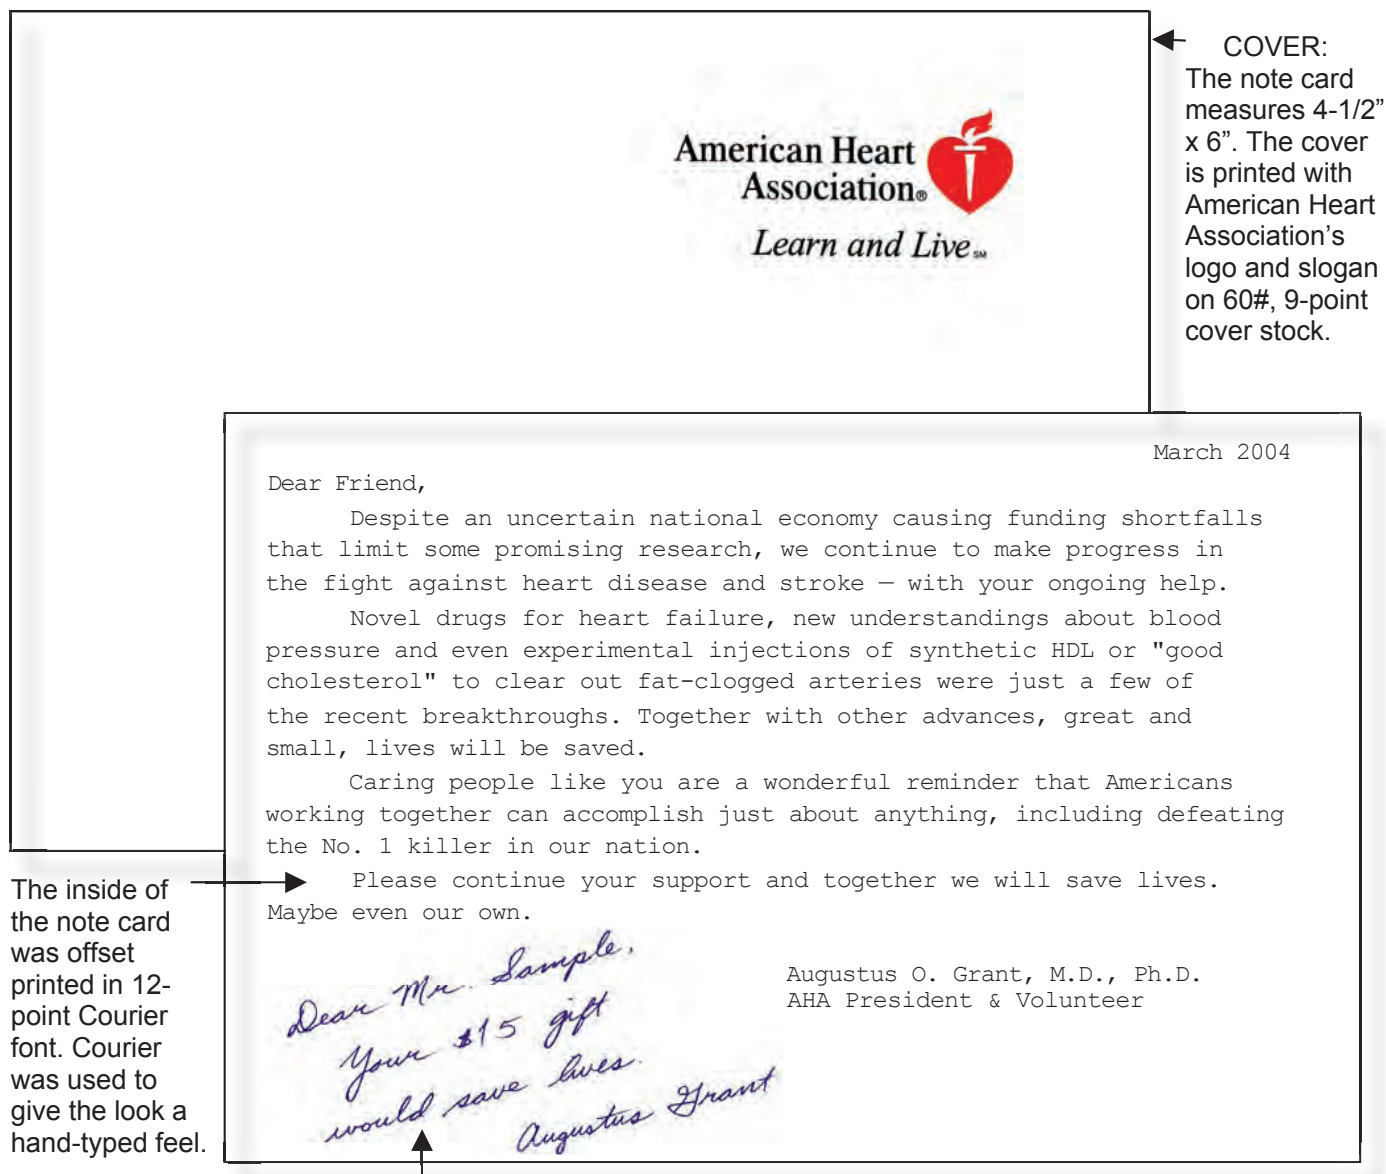 American Heart
Association®
Learn and Live℠
COVER:
The note card
measures 4-1/2”
x 6”. The cover
is printed with
American Heart
Association’s
logo and slogan
on 60#, 9-point
cover stock.
March 2004
Dear Friend,
Despite an uncertain national economy causing funding shortfalls
that limit some promising research, we continue to make progress in
the fight against heart disease and stroke — with your ongoing help.
Novel drugs for heart failure, new understandings about blood
pressure and even experimental injections of synthetic HDL or "good
cholesterol" to clear out fat-clogged arteries were just a few of
the recent breakthroughs. Together with other advances, great and
small, lives will be saved.
Caring people like you are a wonderful reminder that Americans
working together can accomplish just about anything, including defeating
the No. 1 killer in our nation.
Please continue your support and together we will save lives.
Maybe even our own.
Augustus O. Grant, M.D., Ph.D.
AHA President & Volunteer
Dear Mr. Sample,
Your $15 gift
would save lives.
Augustus Grant
The inside of
the note card
was offset
printed in 12-
point Courier
font. Courier
was used to
give the look a
hand-typed feel.